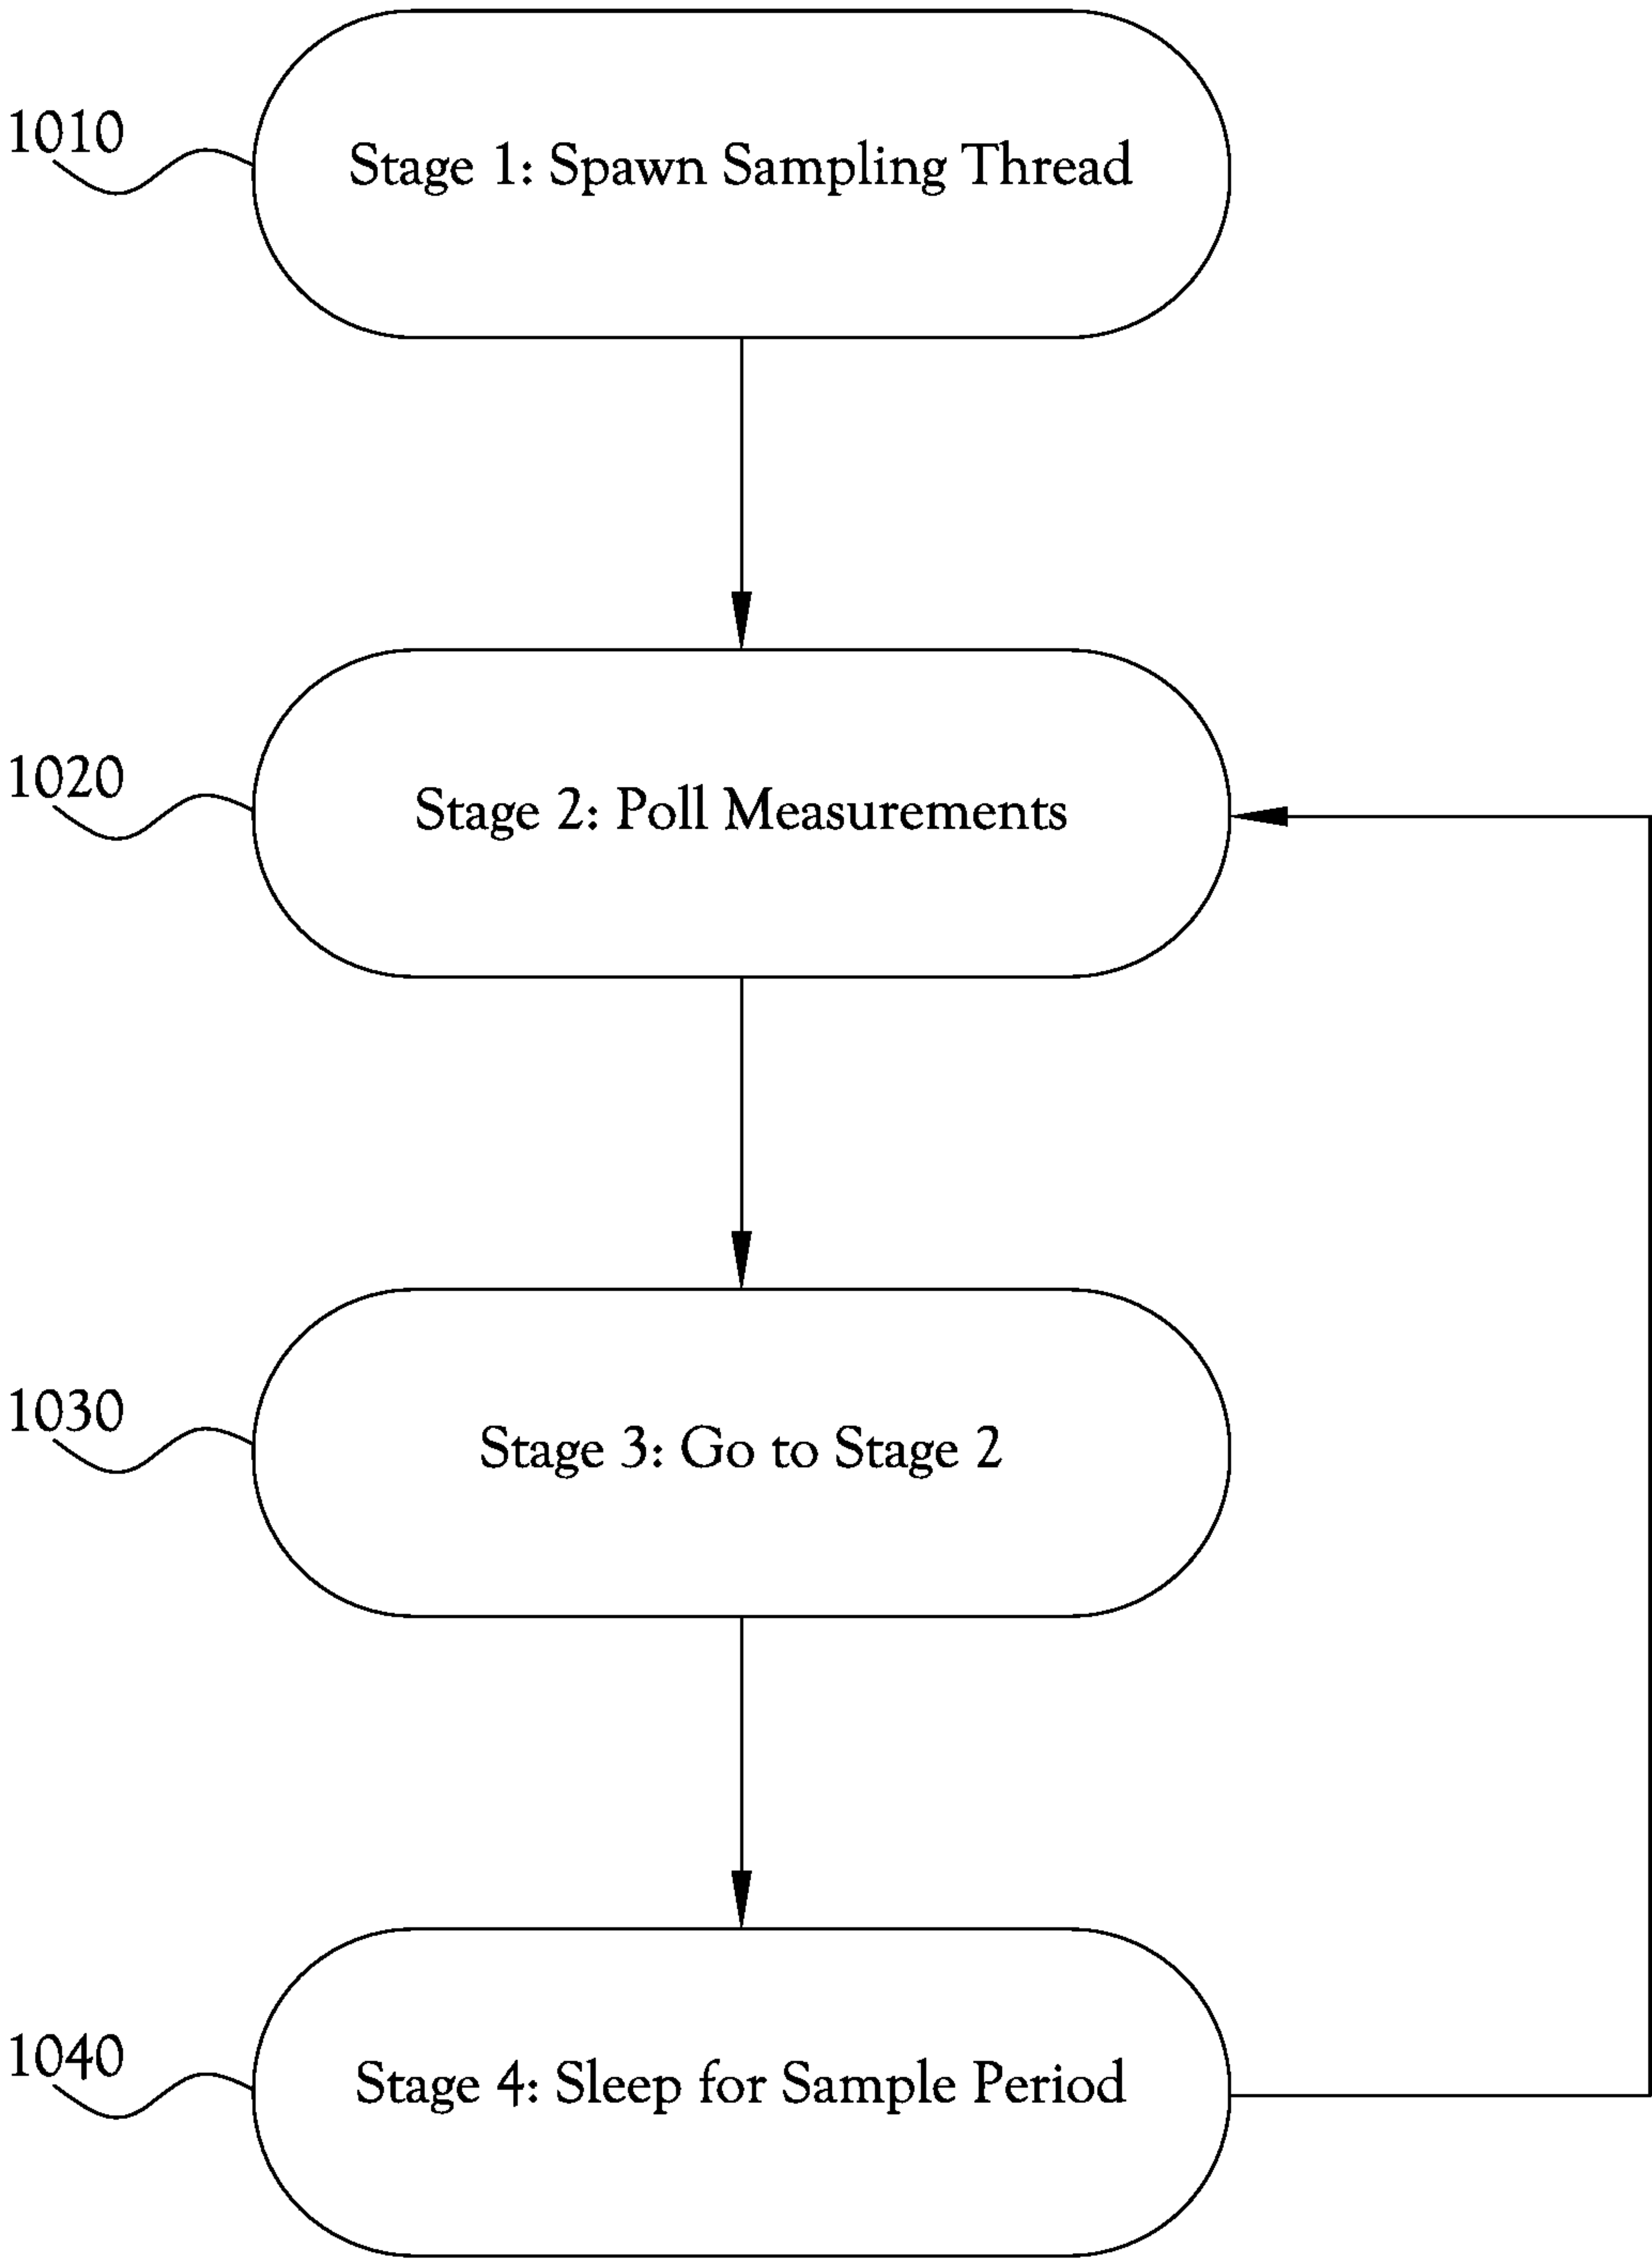 1010
Stage 1: Spawn Sampling Thread
1020
Stage 2: Poll Measurements
1030
Stage 3: Go to Stage 2
1040
Stage 4: Sleep for Sample Period